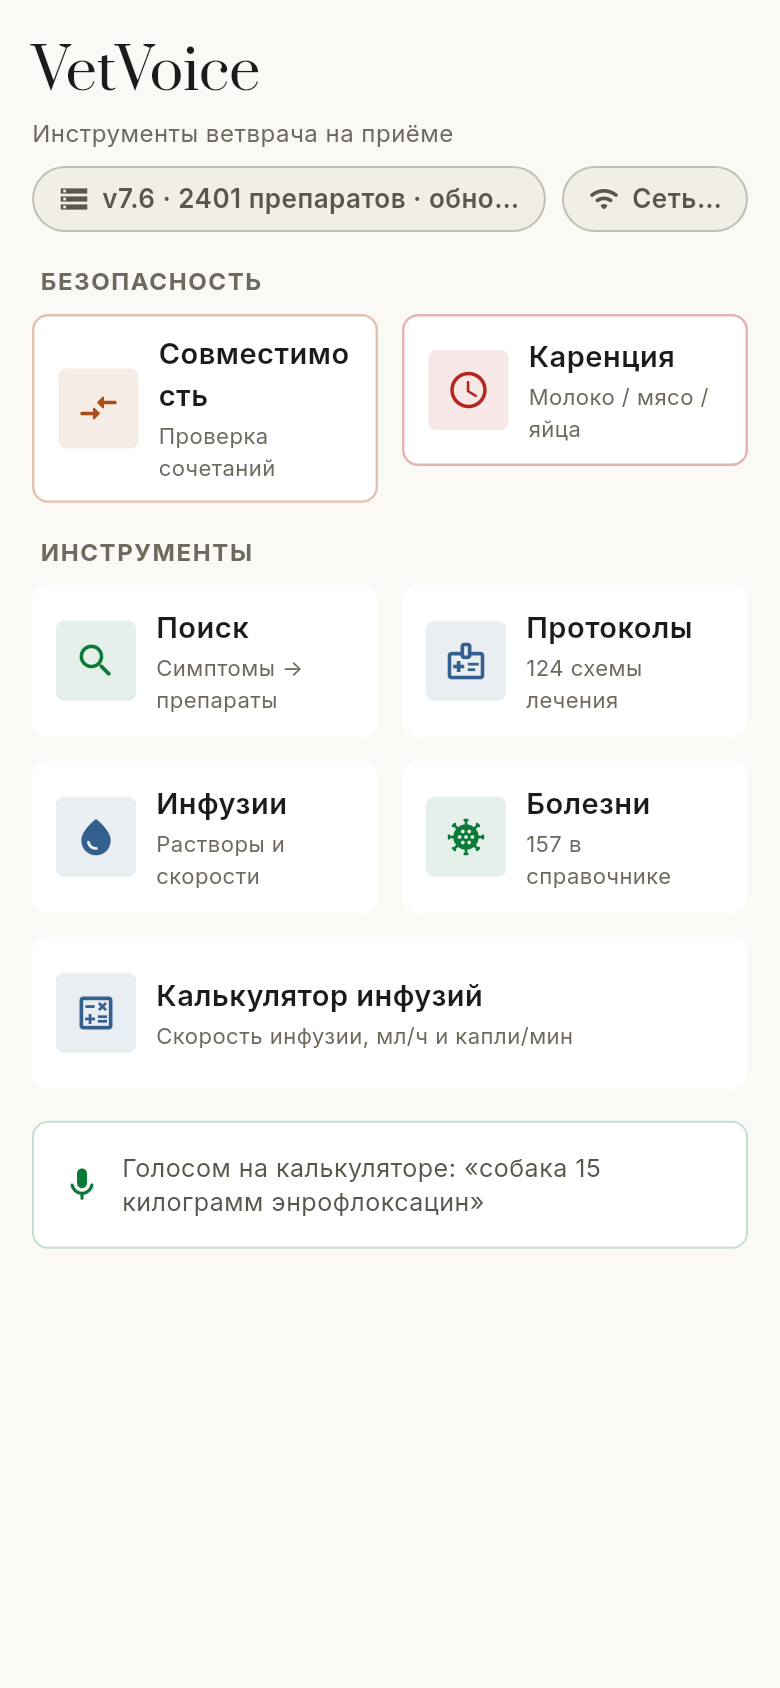 VetVoice
Инструменты ветврача на приёме
v7.6 · 2401 препаратов · обно...
Сеть...
БЕЗОПАСНОСТЬ
Совместимо
сть
Проверка
сочетаний
Каренция
Молоко / мясо /
яйца
ИНСТРУМЕНТЫ
Поиск
Симптомы →
препараты
Протоколы
124 схемы
лечения
Инфузии
Растворы и
скорости
Болезни
157 в
справочнике
Калькулятор инфузий
Скорость инфузии, мл/ч и капли/мин
Голосом на калькуляторе: «собака 15
килограмм энрофлоксацин»